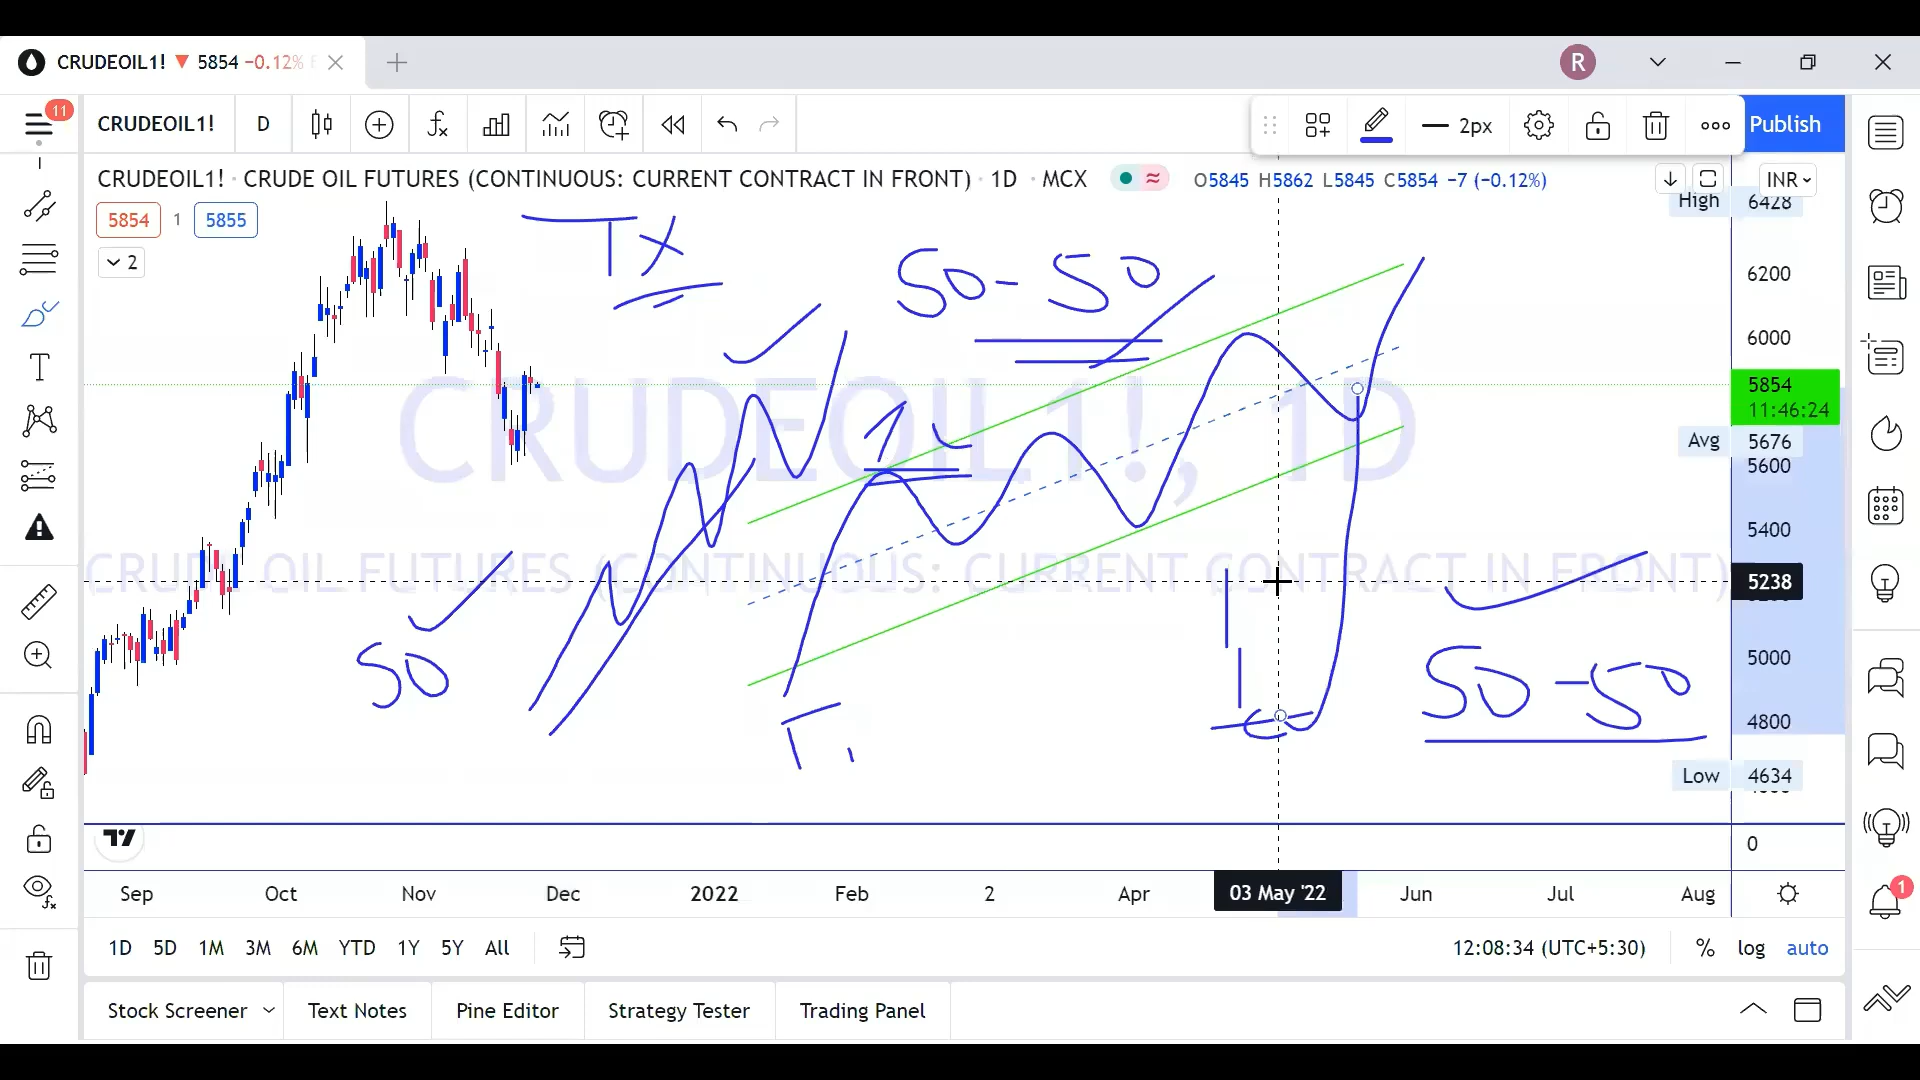 CRUDEOIL1! ▼ 5854 −0.12%
R
11
CRUDEOIL1! D
2px
Publish
CRUDEOIL1! · CRUDE OIL FUTURES (CONTINUOUS: CURRENT CONTRACT IN FRONT) · 1D · MCX
O5845 H5862 L5845 C5854 −7 (−0.12%)
INR
5854 1 5855
2
High 6428
6200
6000
5854
11:46:24
Avg 5676
5600
5400
5238
5000
4800
Low 4634
0
CRUDEOIL1!, 1D
CRUDE OIL FUTURES (CONTINUOUS: CURRENT CONTRACT IN FRONT)
Tx
50-50
50
50-50
1
Sep Oct Nov Dec 2022 Feb 2 Apr 03 May '22 Jun Jul Aug
1D 5D 1M 3M 6M YTD 1Y 5Y All
12:08:34 (UTC+5:30) % log auto
Stock Screener Text Notes Pine Editor Strategy Tester Trading Panel